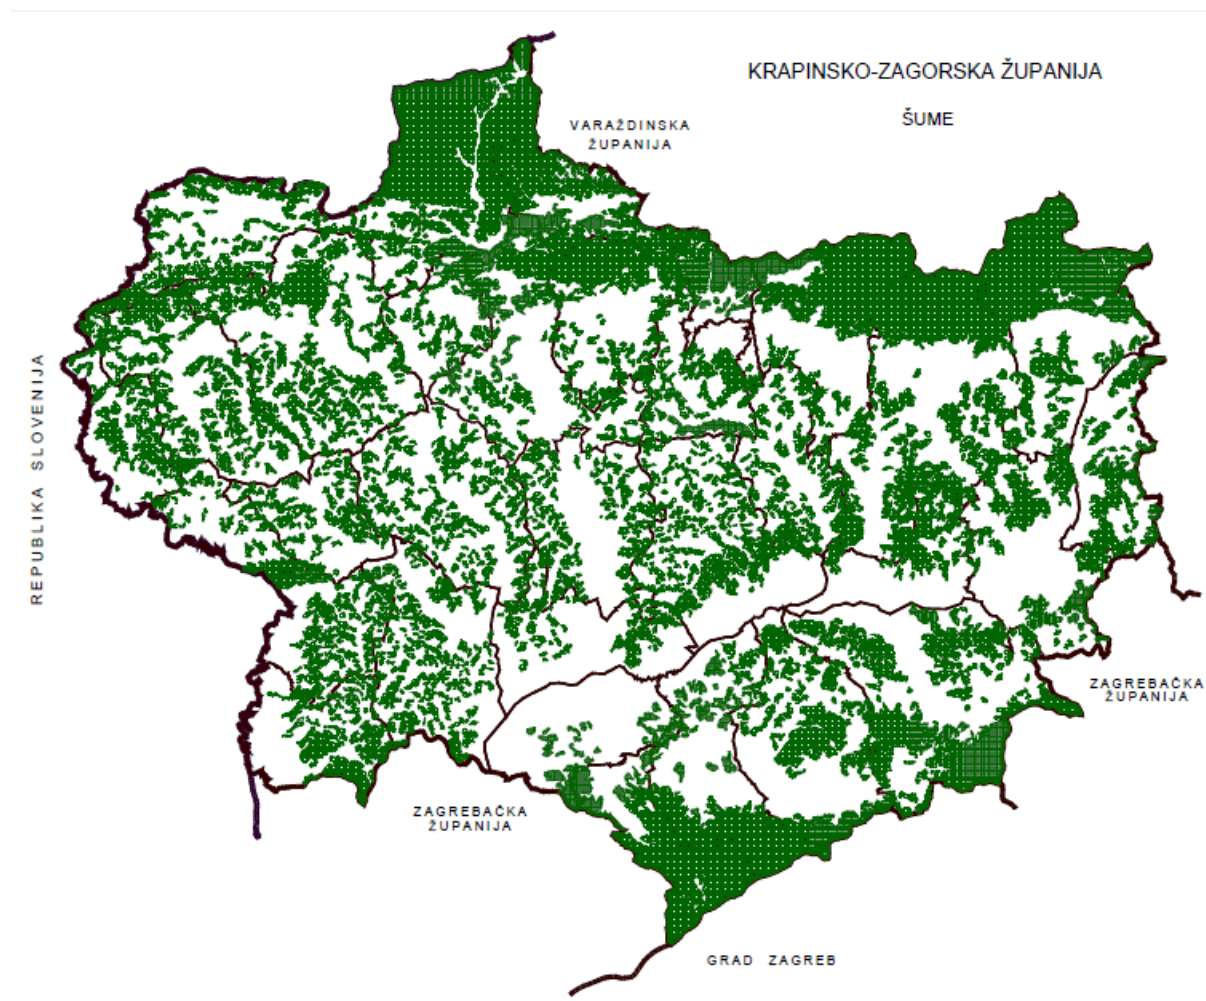 KRAPINSKO-ZAGORSKA ŽUPANIJA
ŠUME
VARAŽDINSKA
ŽUPANIJA
REPUBLIKA SLOVENIJA
ZAGREBAČKA
ŽUPANIJA
ZAGREBAČKA
ŽUPANIJA
GRAD ZAGREB